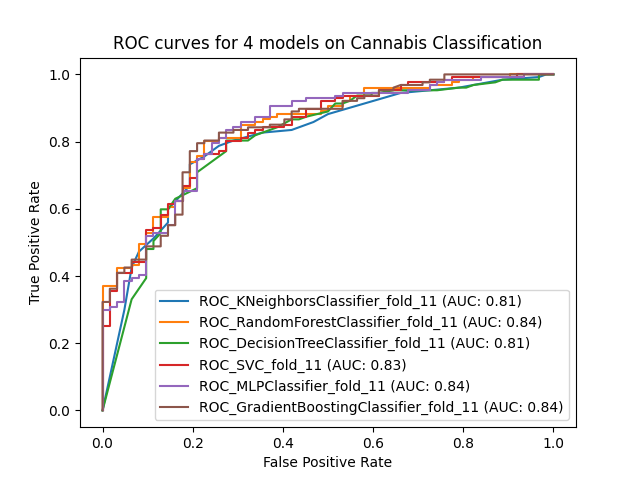 ROC curves for 4 models on Cannabis Classification
True Positive Rate
1.0
0.8
0.6
0.4
0.2
0.0
ROC_KNeighborsClassifier_fold_11 (AUC: 0.81)
ROC_RandomForestClassifier_fold_11 (AUC: 0.84)
ROC_DecisionTreeClassifier_fold_11 (AUC: 0.81)
ROC_SVC_fold_11 (AUC: 0.83)
ROC_MLPClassifier_fold_11 (AUC: 0.84)
ROC_GradientBoostingClassifier_fold_11 (AUC: 0.84)
0.0 0.2 0.4 0.6 0.8 1.0
False Positive Rate